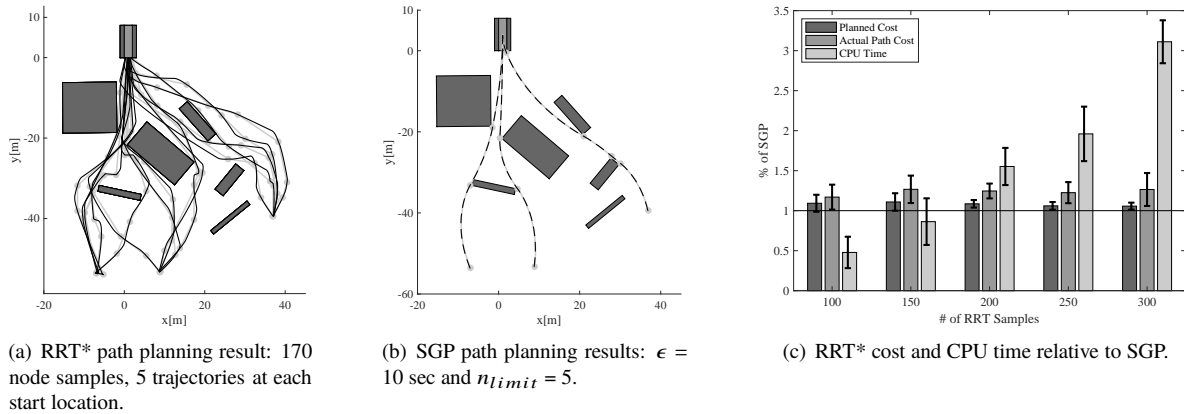 10
0
-20
-40
y[m]
-20
0
20
40
x[m]
(a) RRT* path planning result: 170
node samples, 5 trajectories at each
start location.
10
0
-20
-40
-60
y[m]
-20
0
20
40
x[m]
(b) SGP path planning results: ϵ =
10 sec and n_limit = 5.
4
3.5
3
2.5
2
1.5
1
0.5
0
% of SGP
Planned Cost
Actual Path Cost
CPU Time
100
150
200
250
300
# of RRT Samples
(c) RRT* cost and CPU time relative to SGP.